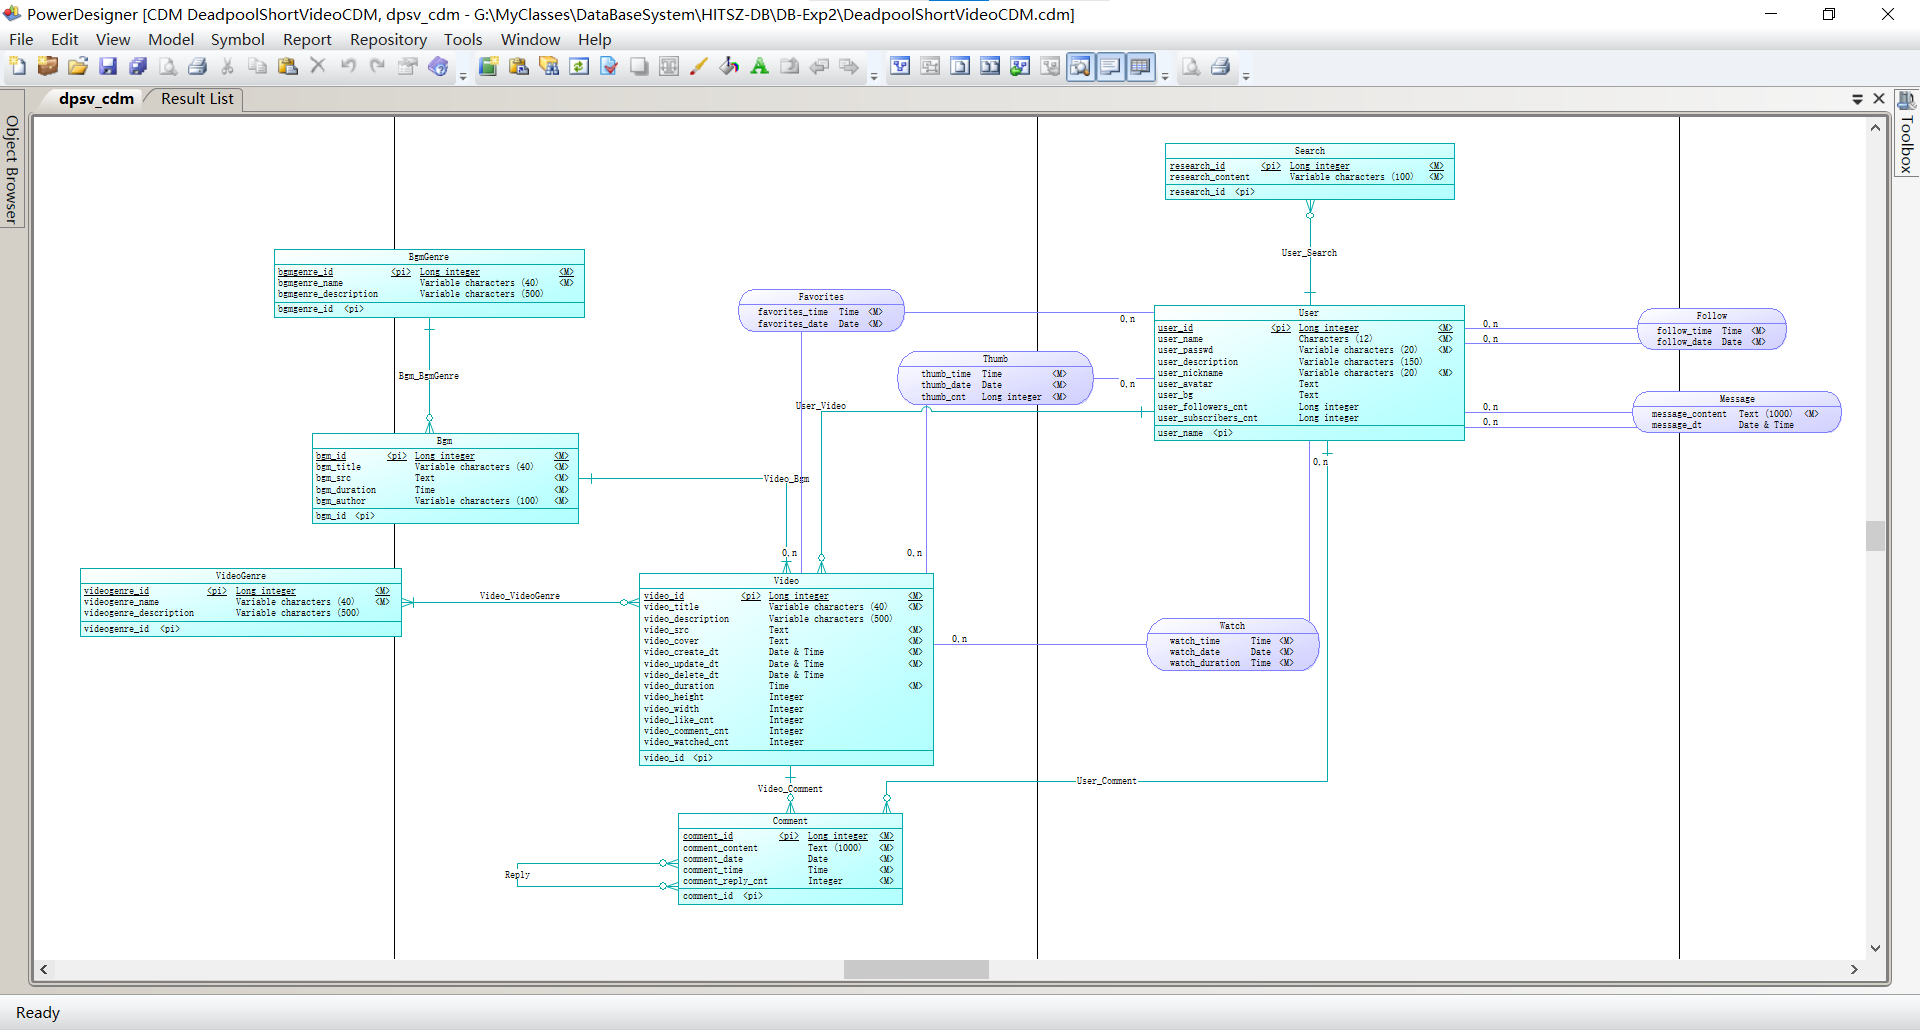 PowerDesigner [CDM DeadpoolShortVideoCDM, dpsv_cdm - G:\MyClasses\DataBaseSystem\HITSZ-DB\DB-Exp2\DeadpoolShortVideoCDM.cdm]
File Edit View Model Symbol Report Repository Tools Window Help
dpsv_cdm Result List
Object Browser
Toolbox
Search
research_id <pi> Long integer <M>
research_content Variable characters (100) <M>
research_id <pi>
User_Search
BgmGenre
bgmgenre_id <pi> Long integer <M>
bgmgenre_name Variable characters (40) <M>
bgmgenre_description Variable characters (500)
bgmgenre_id <pi>
Bgm_BgmGenre
Favorites
favorites_time Time <M>
favorites_date Date <M>
0,n
Thumb
thumb_time Time <M>
thumb_date Date <M>
thumb_cnt Long integer <M>
0,n
User_Video
User
user_id <pi> Long integer <M>
user_name Characters (12) <M>
user_passwd Variable characters (20) <M>
user_description Variable characters (150)
user_nickname Variable characters (20) <M>
user_avatar Text
user_bg Text
user_followers_cnt Long integer
user_subscribers_cnt Long integer
user_name <pi>
0,n
0,n
Follow
follow_time Time <M>
follow_date Date <M>
0,n
0,n
Message
message_content Text (1000) <M>
message_dt Date & Time
0,n
Bgm
bgm_id <pi> Long integer <M>
bgm_title Variable characters (40) <M>
bgm_src Text <M>
bgm_duration Time <M>
bgm_author Variable characters (100) <M>
bgm_id <pi>
Video_Bgm
0,n
0,n
VideoGenre
videogenre_id <pi> Long integer <M>
videogenre_name Variable characters (40) <M>
videogenre_description Variable characters (500)
videogenre_id <pi>
Video_VideoGenre
Video
video_id <pi> Long integer <M>
video_title Variable characters (40) <M>
video_description Variable characters (500)
video_src Text <M>
video_cover Text <M>
video_create_dt Date & Time <M>
video_update_dt Date & Time <M>
video_delete_dt Date & Time
video_duration Time <M>
video_height Integer
video_width Integer
video_like_cnt Integer
video_comment_cnt Integer
video_watched_cnt Integer
video_id <pi>
0,n
Watch
watch_time Time <M>
watch_date Date <M>
watch_duration Time <M>
Video_Comment
User_Comment
Comment
comment_id <pi> Long integer <M>
comment_content Text (1000) <M>
comment_date Date <M>
comment_time Time <M>
comment_reply_cnt Integer <M>
comment_id <pi>
Reply
Ready